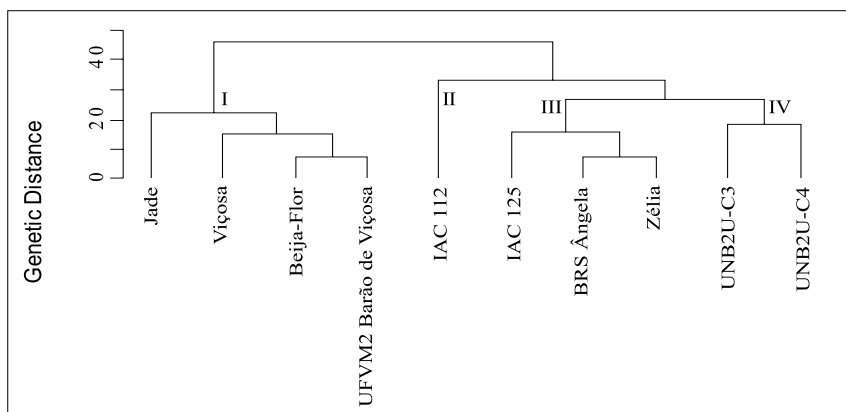 Genetic Distance
40
20
0
I
II
III
IV
Jade
Viçosa
Beija-Flor
UFVM2 Barão de Viçosa
IAC 112
IAC 125
BRS Ângela
Zélia
UNB2U-C3
UNB2U-C4